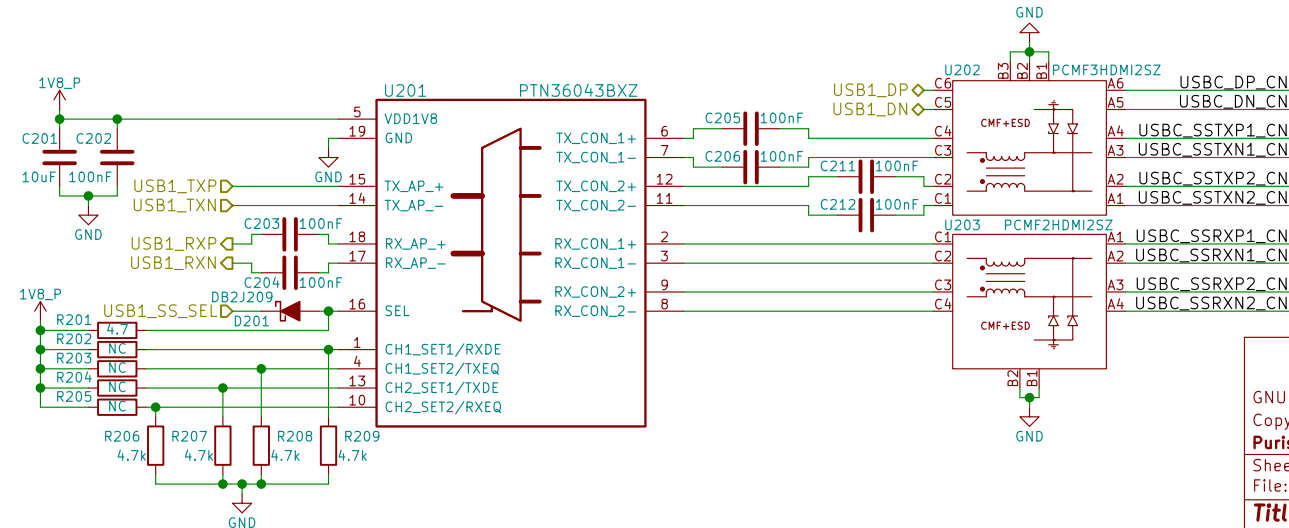 GND
1V8_P
U201 PTN36043BXZ
U202 PCMF3HDMI2SZ
B3 B2 B1
USB1_DP C6 A6 USBC_DP_CN
USB1_DN C5 A5 USBC_DN_CN
C201 C202
10uF 100nF
GND
5 VDD1V8
19 GND
GND
C205 100nF
TX_CON_1+ 6
TX_CON_1- 7
C206 100nF
CMF+ESD
C4 A4 USBC_SSTXP1_CN
C3 A3 USBC_SSTXN1_CN
USB1_TXP 15 TX_AP_+
USB1_TXN 14 TX_AP_-
TX_CON_2+ 12
TX_CON_2- 11
C211 100nF
C212 100nF
C2 A2 USBC_SSTXP2_CN
C1 A1 USBC_SSTXN2_CN
C203 100nF
USB1_RXP 18 RX_AP_+
USB1_RXN 17 RX_AP_-
C204 100nF
RX_CON_1+ 2
RX_CON_1- 3
U203 PCMF2HDMI2SZ
C1 A1 USBC_SSRXP1_CN
C2 A2 USBC_SSRXN1_CN
RX_CON_2+ 9
RX_CON_2- 8
C3 A3 USBC_SSRXP2_CN
C4 A4 USBC_SSRXN2_CN
CMF+ESD
B2 B1
GND
1V8_P
DB2J209
USB1_SS_SEL 16 SEL
D201
R201 4.7
R202 NC
R203 NC
R204 NC
R205 NC
1 CH1_SET1/RXDE
4 CH1_SET2/TXEQ
13 CH2_SET1/TXDE
10 CH2_SET2/RXEQ
R206 4.7k
R207 4.7k
R208 4.7k
R209 4.7k
GND
GNU
Copy
Puris
Shee
File:
Titl